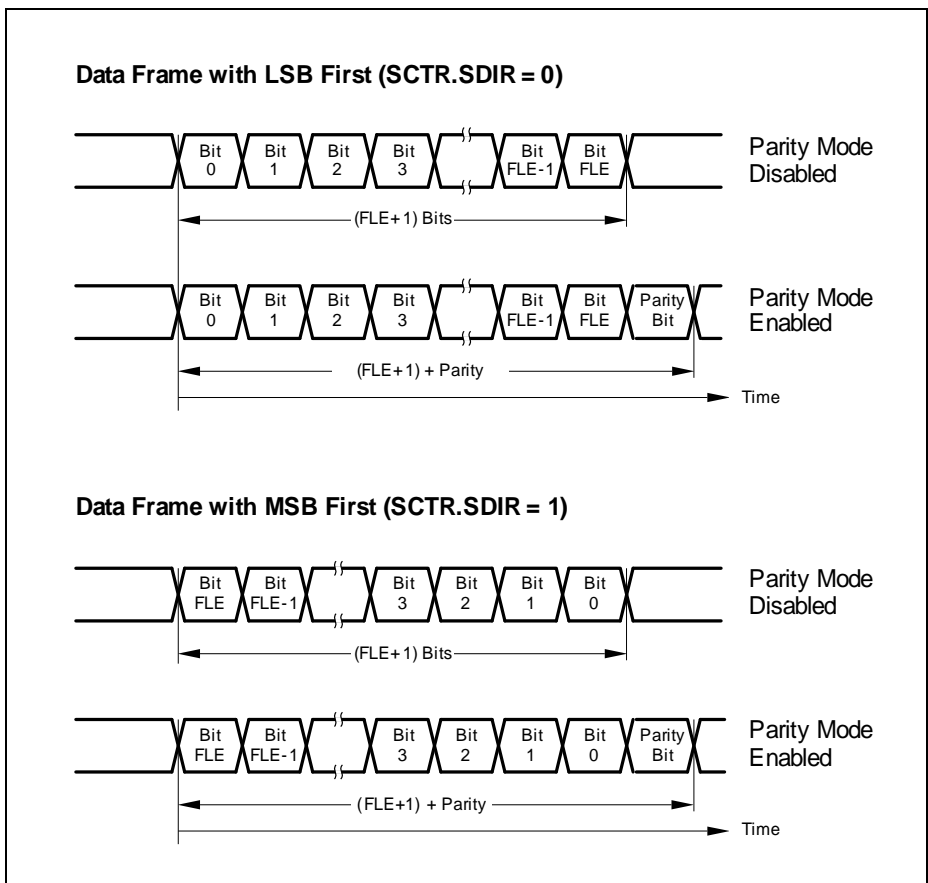 Data Frame with LSB First (SCTR.SDIR = 0)
Bit 0 Bit 1 Bit 2 Bit 3 Bit FLE-1 Bit FLE
Parity Mode Disabled
(FLE+1) Bits
Bit 0 Bit 1 Bit 2 Bit 3 Bit FLE-1 Bit FLE Parity Bit
Parity Mode Enabled
(FLE+1) + Parity
Time
Data Frame with MSB First (SCTR.SDIR = 1)
Bit FLE Bit FLE-1 Bit 3 Bit 2 Bit 1 Bit 0
Parity Mode Disabled
(FLE+1) Bits
Bit FLE Bit FLE-1 Bit 3 Bit 2 Bit 1 Bit 0 Parity Bit
Parity Mode Enabled
(FLE+1) + Parity
Time